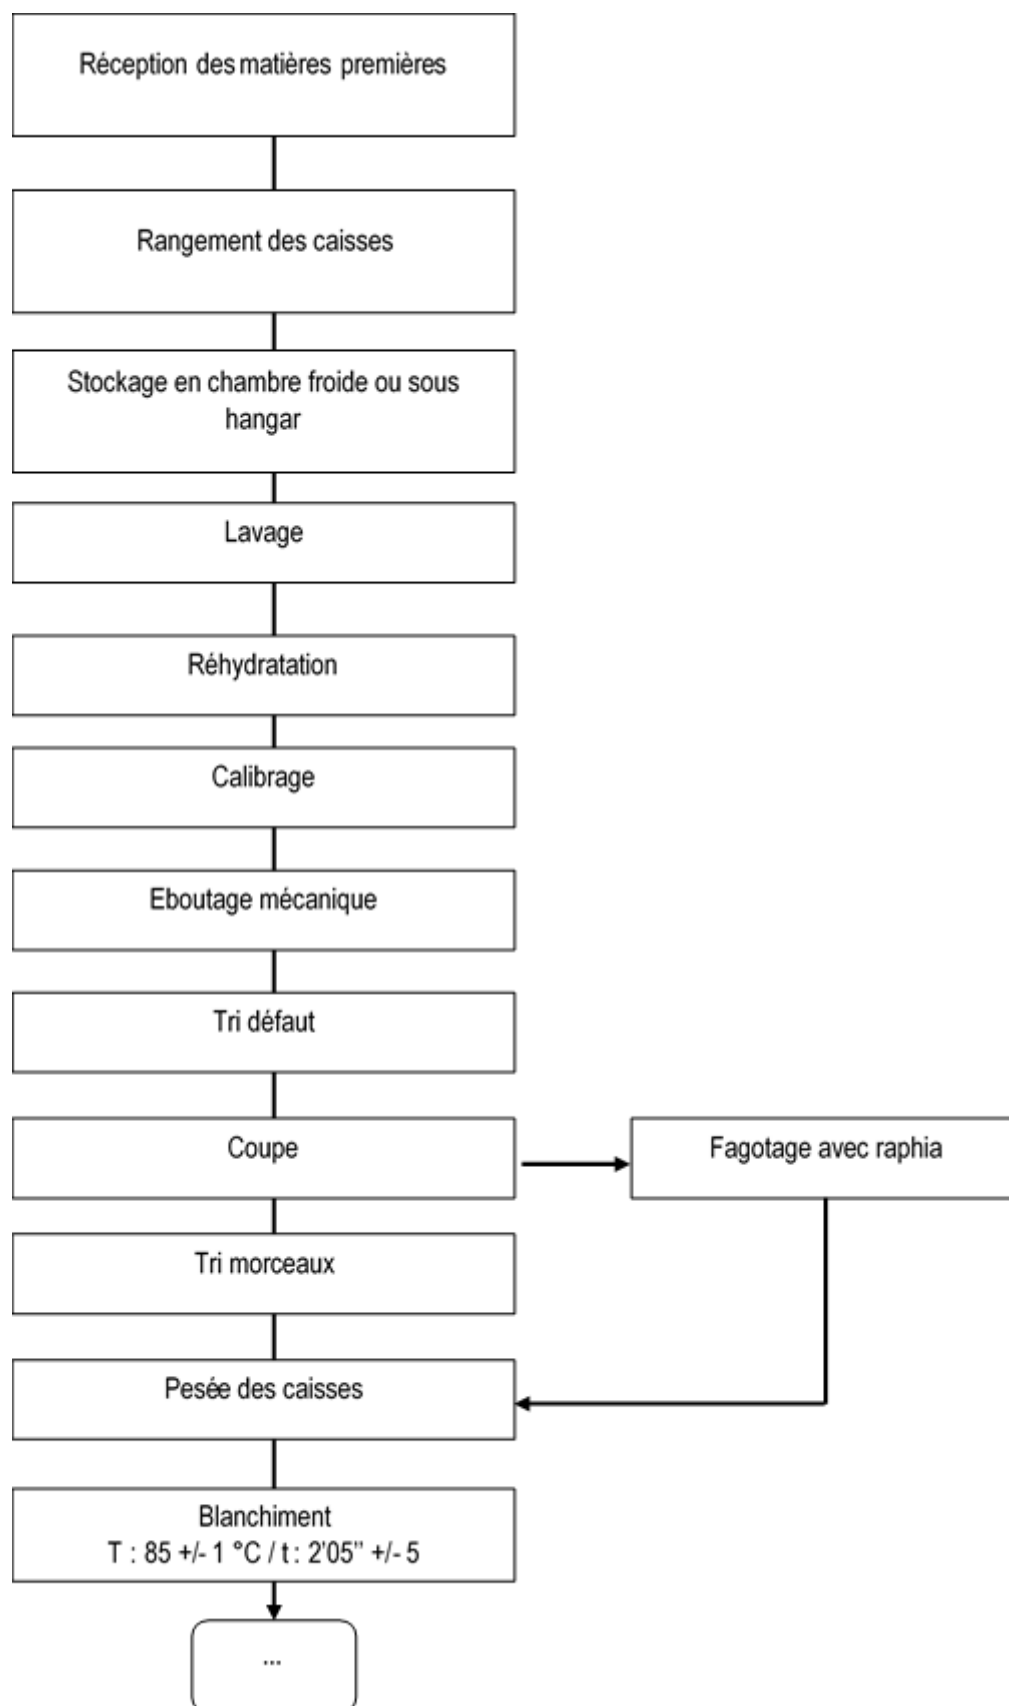 Réception des matières premières
Rangement des caisses
Stockage en chambre froide ou sous
hangar
Lavage
Réhydratation
Calibrage
Eboutage mécanique
Tri défaut
Coupe
Fagotage avec raphia
Tri morceaux
Pesée des caisses
Blanchiment
T : 85 +/- 1 °C / t : 2'05'' +/- 5
...